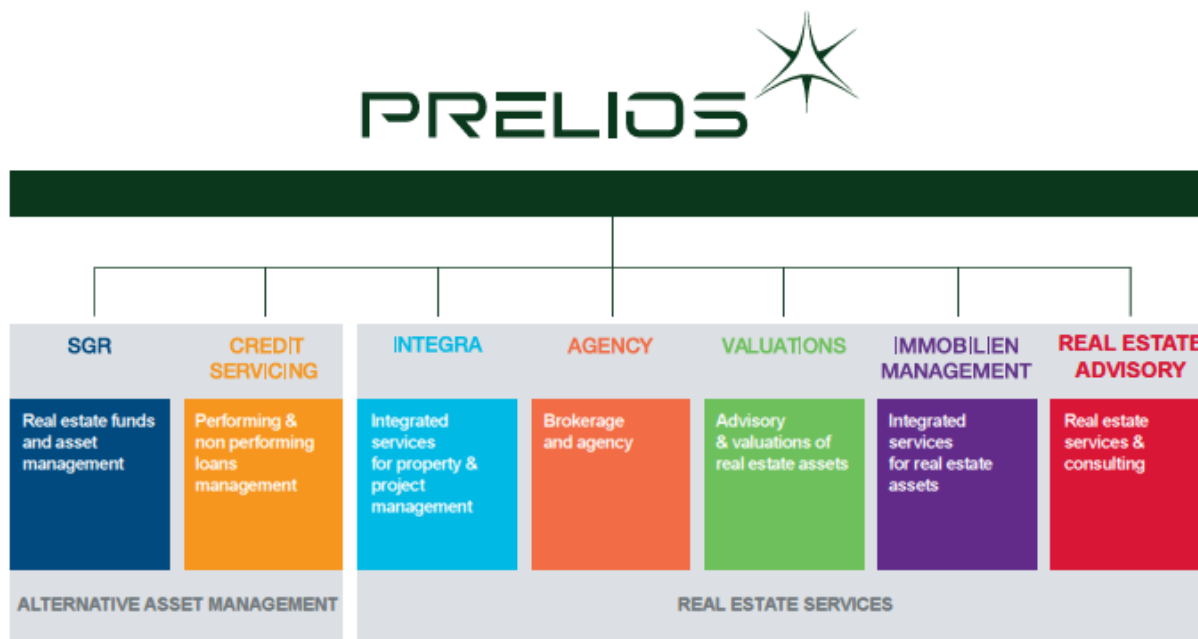 PRELIOS
SGR
Real estate funds
and asset
management
CREDIT
SERVICING
Performing &
non performing
loans
management
INTEGRA
Integrated
services
for property &
project
management
AGENCY
Brokerage
and agency
VALUATIONS
Advisory
& valuations of
real estate assets
IMMOBILIEN
MANAGEMENT
Integrated
services
for real estate
assets
REAL ESTATE
ADVISORY
Real estate
services &
consulting
ALTERNATIVE ASSET MANAGEMENT
REAL ESTATE SERVICES